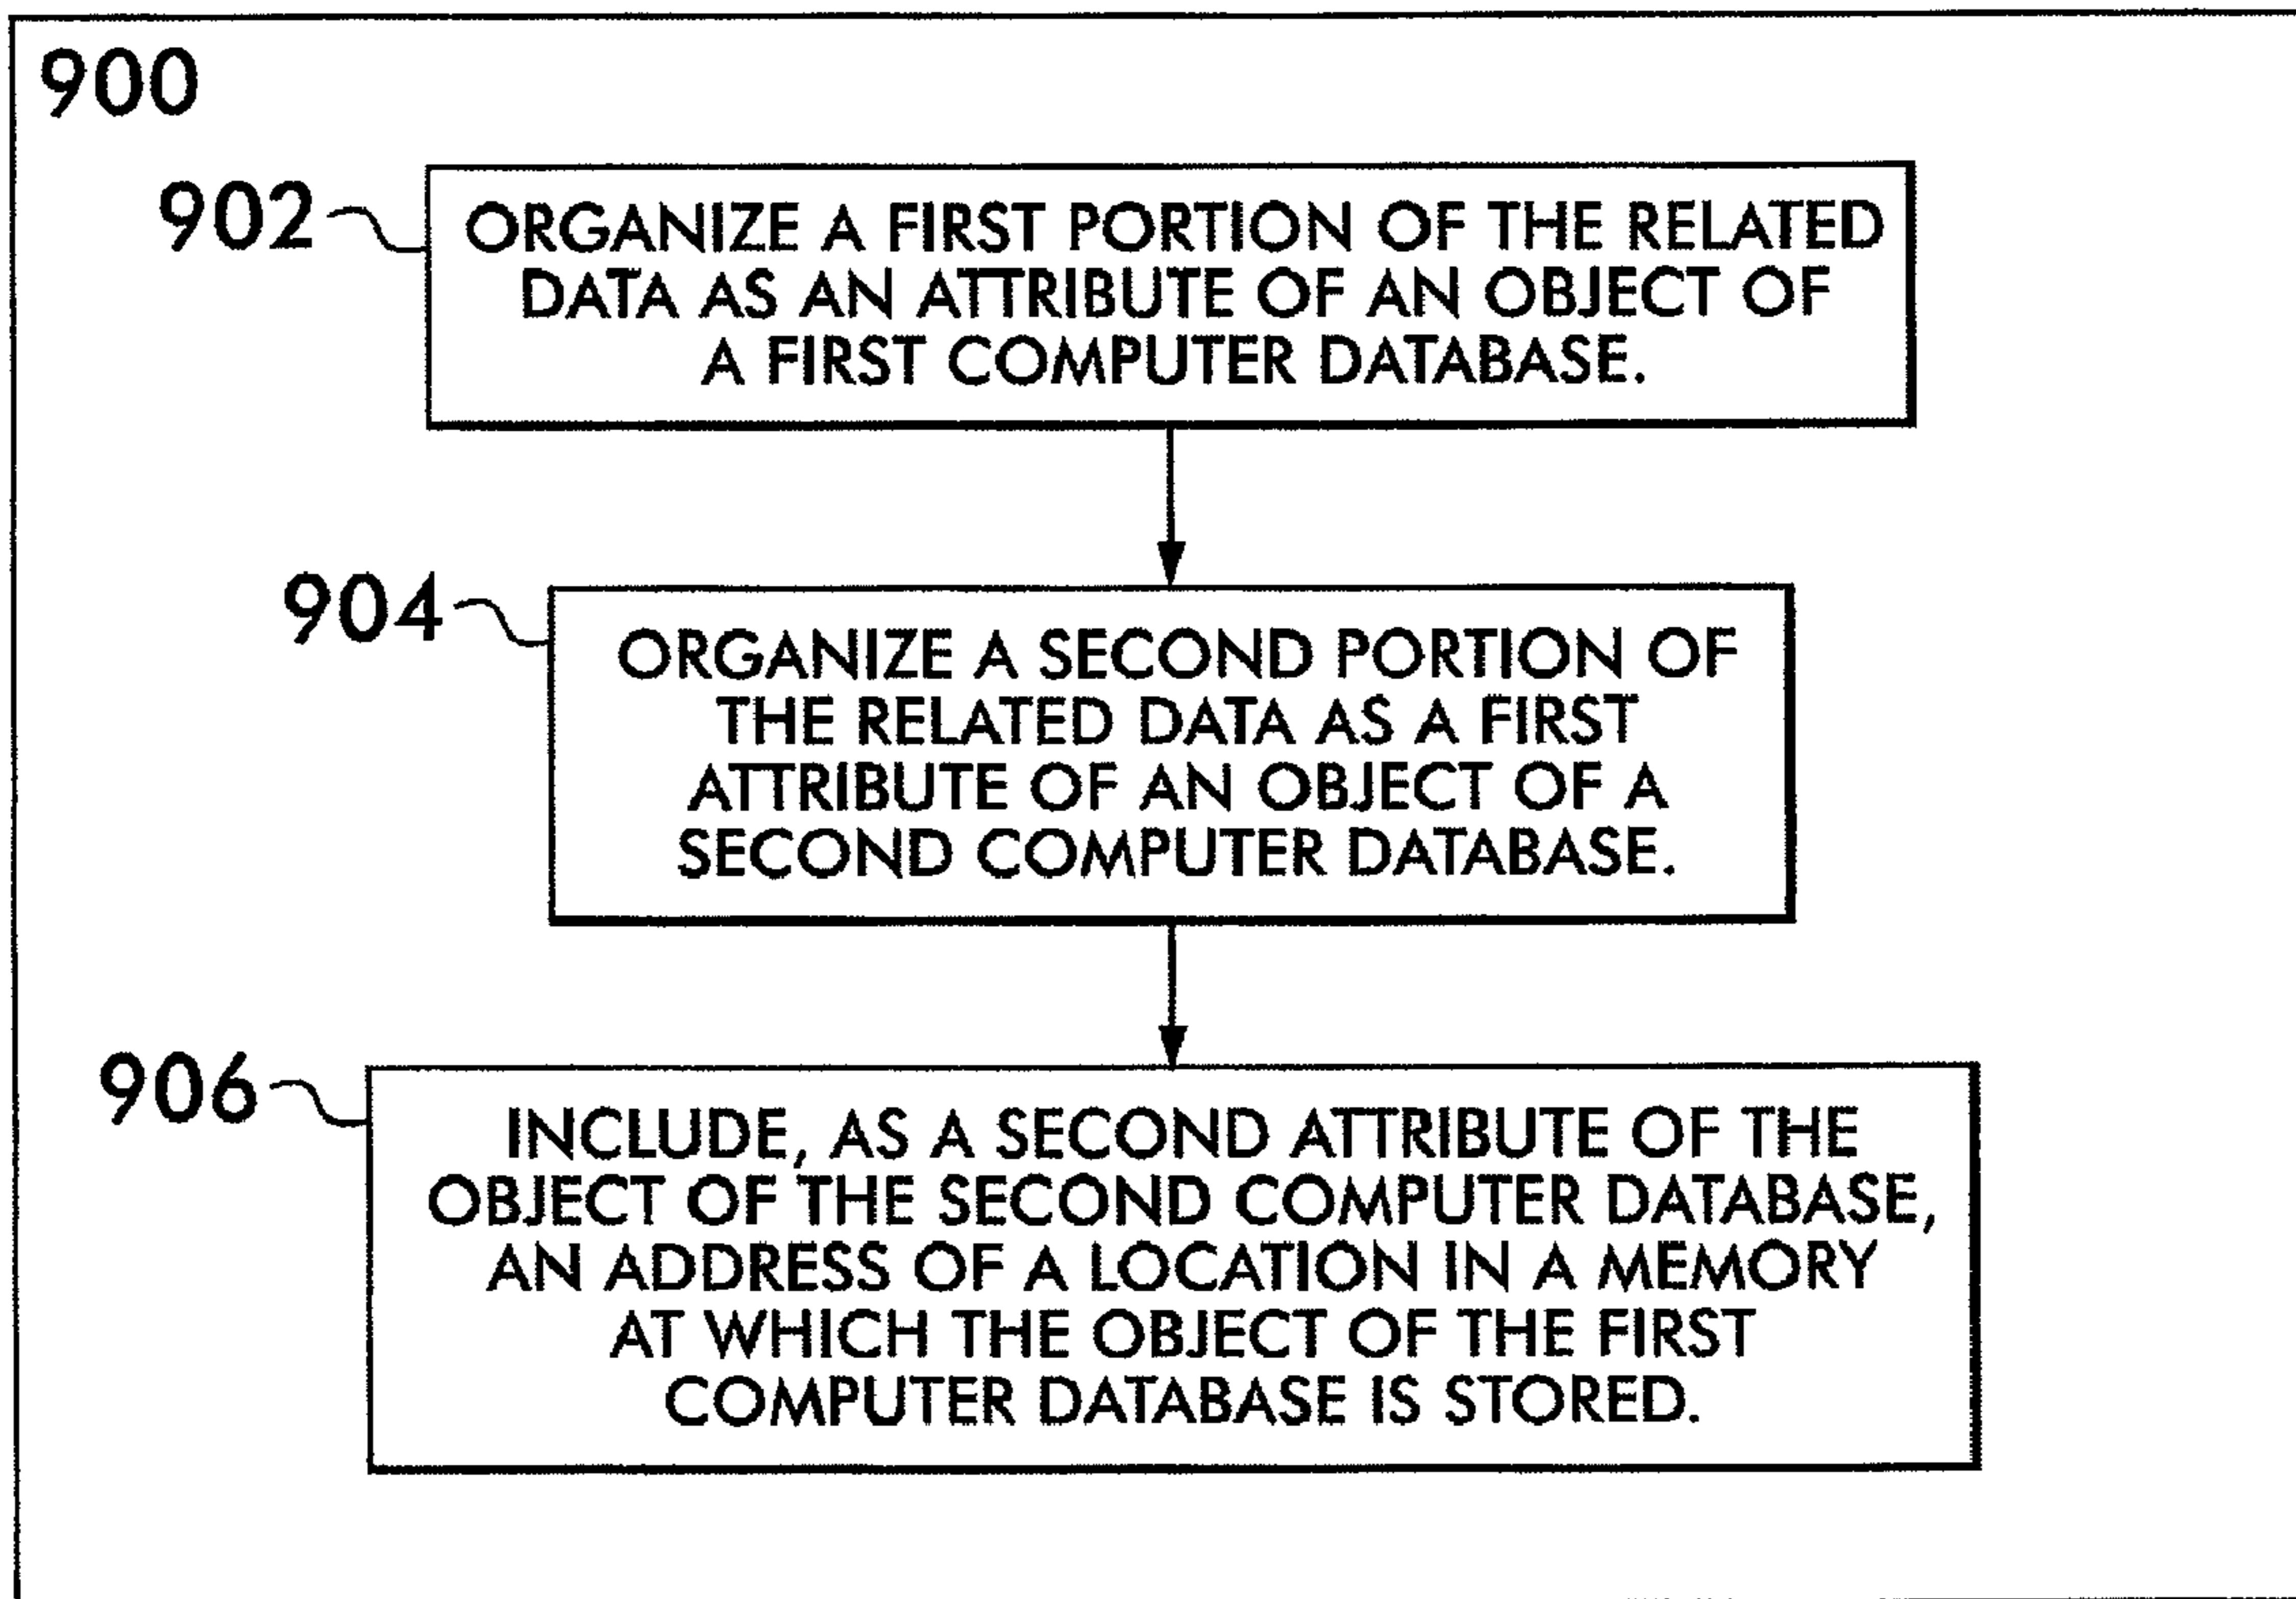 900
902
ORGANIZE A FIRST PORTION OF THE RELATED
DATA AS AN ATTRIBUTE OF AN OBJECT OF
A FIRST COMPUTER DATABASE.
904
ORGANIZE A SECOND PORTION OF
THE RELATED DATA AS A FIRST
ATTRIBUTE OF AN OBJECT OF A
SECOND COMPUTER DATABASE.
906
INCLUDE, AS A SECOND ATTRIBUTE OF THE
OBJECT OF THE SECOND COMPUTER DATABASE,
AN ADDRESS OF A LOCATION IN A MEMORY
AT WHICH THE OBJECT OF THE FIRST
COMPUTER DATABASE IS STORED.